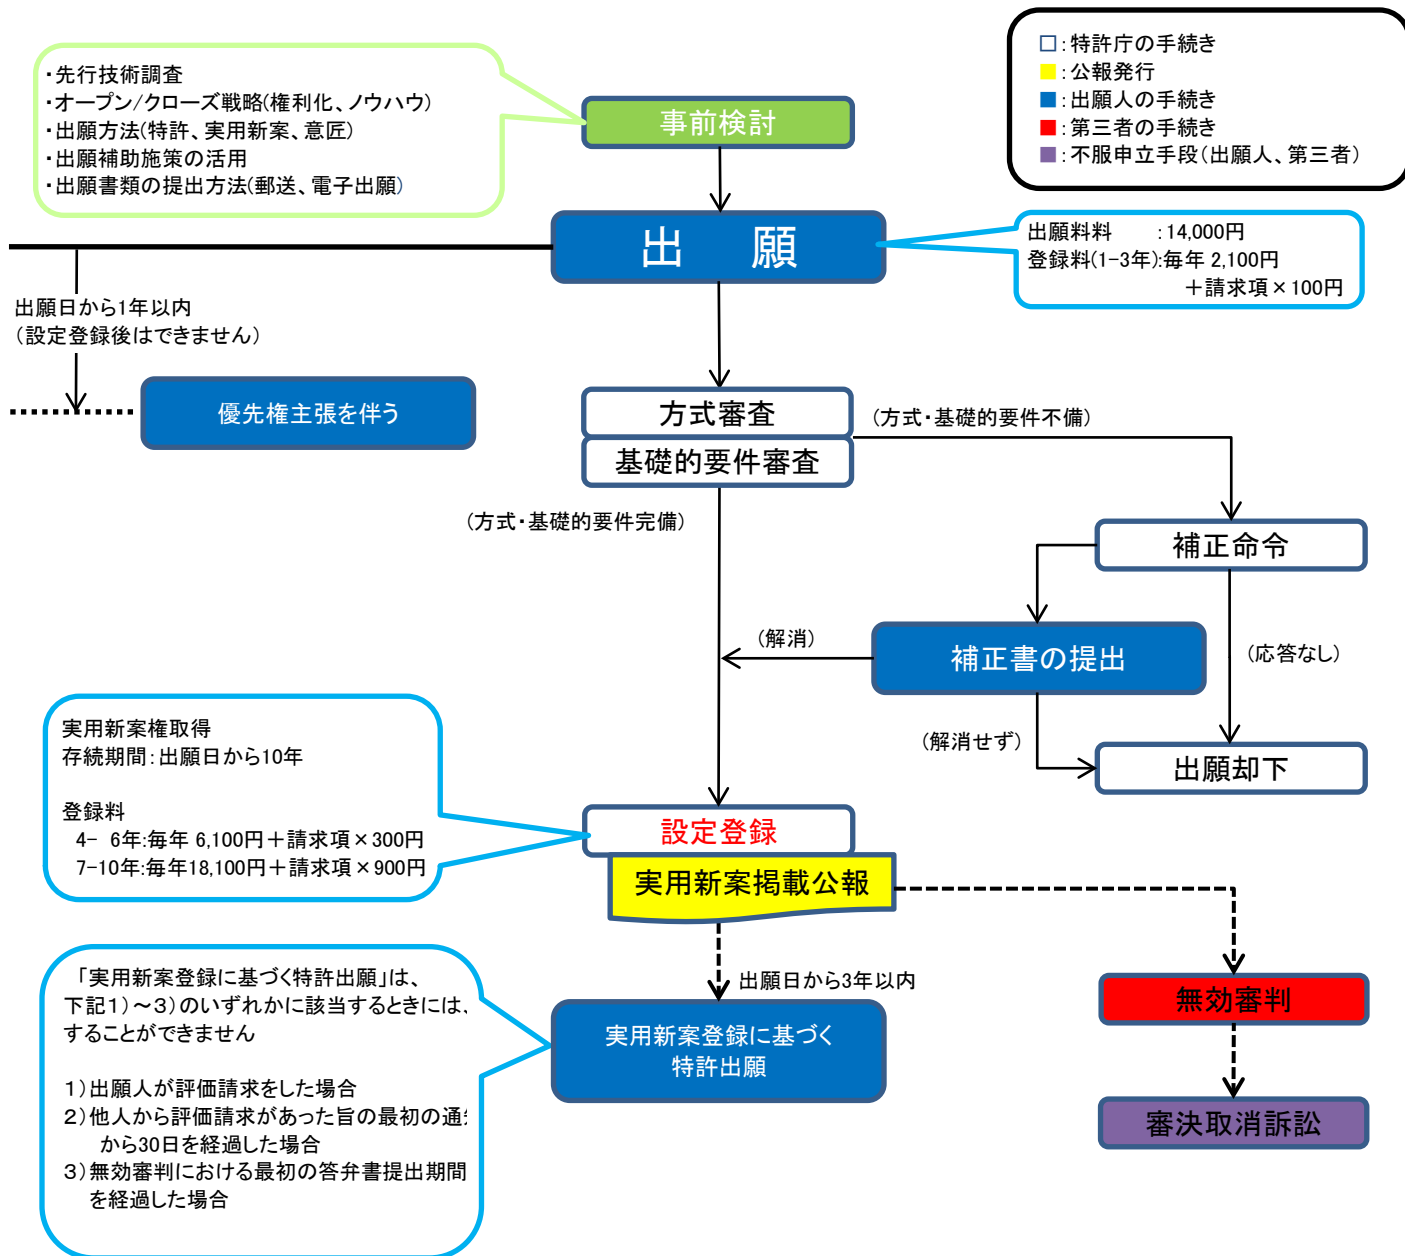 ・先行技術調査
・オープン/クローズ戦略(権利化、ノウハウ)
・出願方法(特許、実用新案、意匠)
・出願補助施策の活用
・出願書類の提出方法(郵送、電子出願)
事前検討
□：特許庁の手続き
■：公報発行
■：出願人の手続き
■：第三者の手続き
■：不服申立手段(出願人、第三者)
出　願
出願料料　：14,000円
登録料(1-3年)：毎年 2,100円
＋請求項×100円
出願日から1年以内
(設定登録後はできません)
優先権主張を伴う
方式審査
基礎的要件審査
(方式・基礎的要件不備)
(方式・基礎的要件完備)
補正命令
(解消)
補正書の提出
(応答なし)
(解消せず)
出願却下
実用新案権取得
存続期間：出願日から10年
登録料
4- 6年：毎年 6,100円＋請求項×300円
7-10年：毎年18,100円＋請求項×900円
設定登録
実用新案掲載公報
出願日から3年以内
「実用新案登録に基づく特許出願」は、
下記１)～３)のいずれかに該当するときには、
することができません
１)出願人が評価請求をした場合
２)他人から評価請求があった旨の最初の通
から30日を経過した場合
３)無効審判における最初の答弁書提出期間
を経過した場合
実用新案登録に基づく
特許出願
無効審判
審決取消訴訟